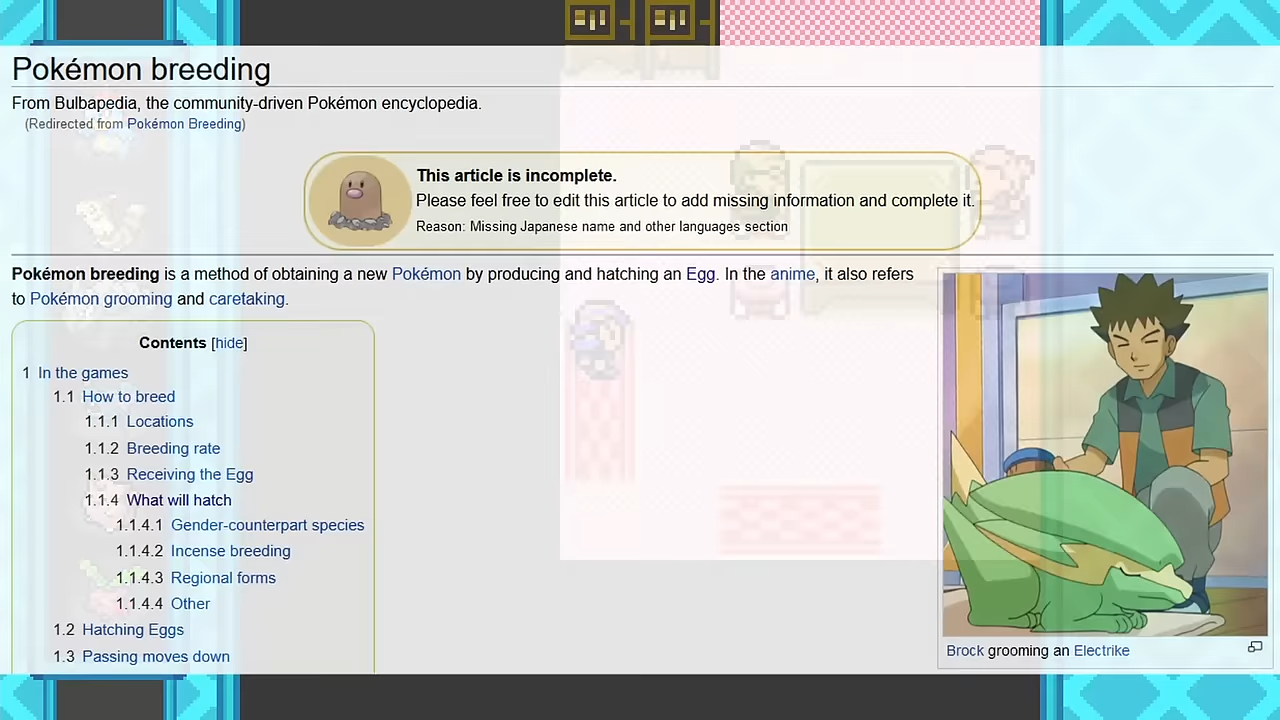 Pokémon breeding
From Bulbapedia, the community-driven Pokémon encyclopedia.
(Redirected from Pokémon Breeding)
This article is incomplete.
Please feel free to edit this article to add missing information and complete it.
Reason: Missing Japanese name and other languages section
Pokémon breeding is a method of obtaining a new Pokémon by producing and hatching an Egg. In the anime, it also refers
to Pokémon grooming and caretaking.
Contents [hide]
1 In the games
1.1 How to breed
1.1.1 Locations
1.1.2 Breeding rate
1.1.3 Receiving the Egg
1.1.4 What will hatch
1.1.4.1 Gender-counterpart species
1.1.4.2 Incense breeding
1.1.4.3 Regional forms
1.1.4.4 Other
1.2 Hatching Eggs
1.3 Passing moves down
Brock grooming an Electrike